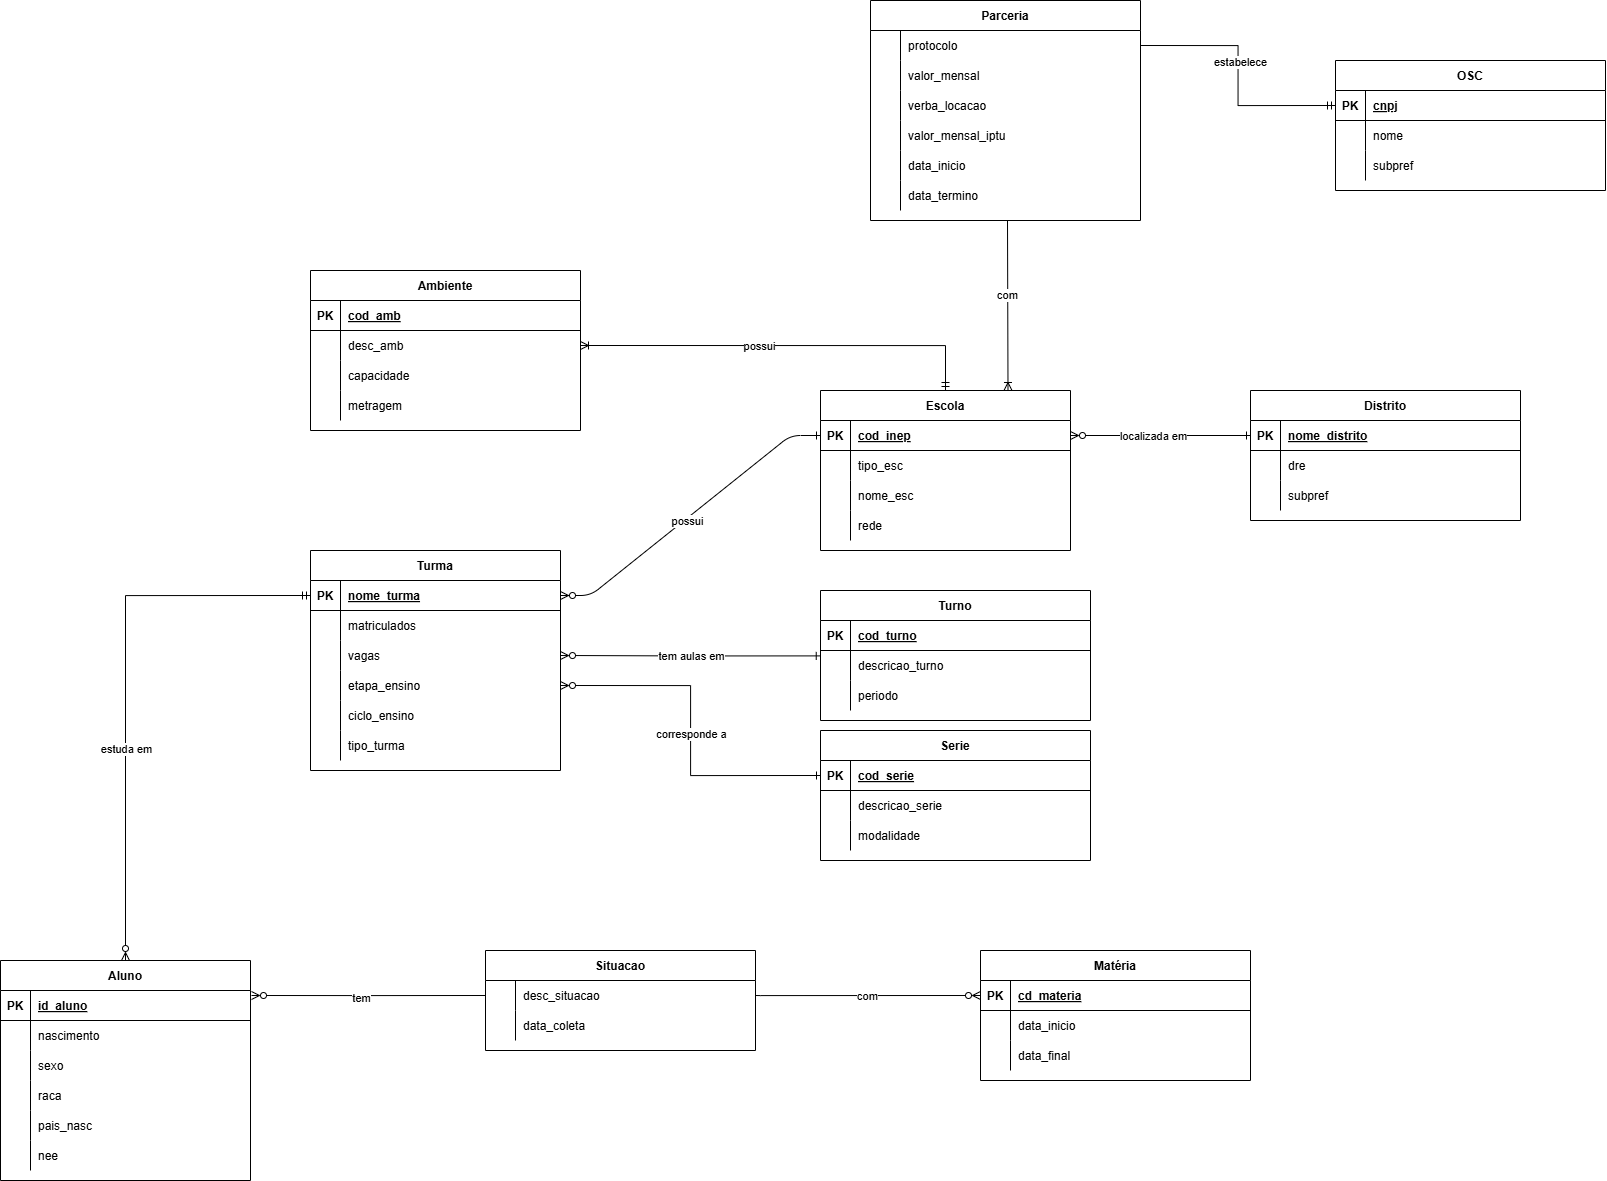 Parceria
protocolo
valor_mensal
verba_locacao
valor_mensal_iptu
data_inicio
data_termino
estabelece
OSC
PK cnpj
nome
subpref
com
Ambiente
PK cod_amb
desc_amb
capacidade
metragem
possui
Escola
PK cod_inep
tipo_esc
nome_esc
rede
localizada em
Distrito
PK nome_distrito
dre
subpref
possui
Turma
PK nome_turma
matriculados
vagas
etapa_ensino
ciclo_ensino
tipo_turma
tem aulas em
Turno
PK cod_turno
descricao_turno
periodo
corresponde a
Serie
PK cod_serie
descricao_serie
modalidade
estuda em
Aluno
PK id_aluno
nascimento
sexo
raca
pais_nasc
nee
tem
Situacao
desc_situacao
data_coleta
com
Matéria
PK cd_materia
data_inicio
data_final